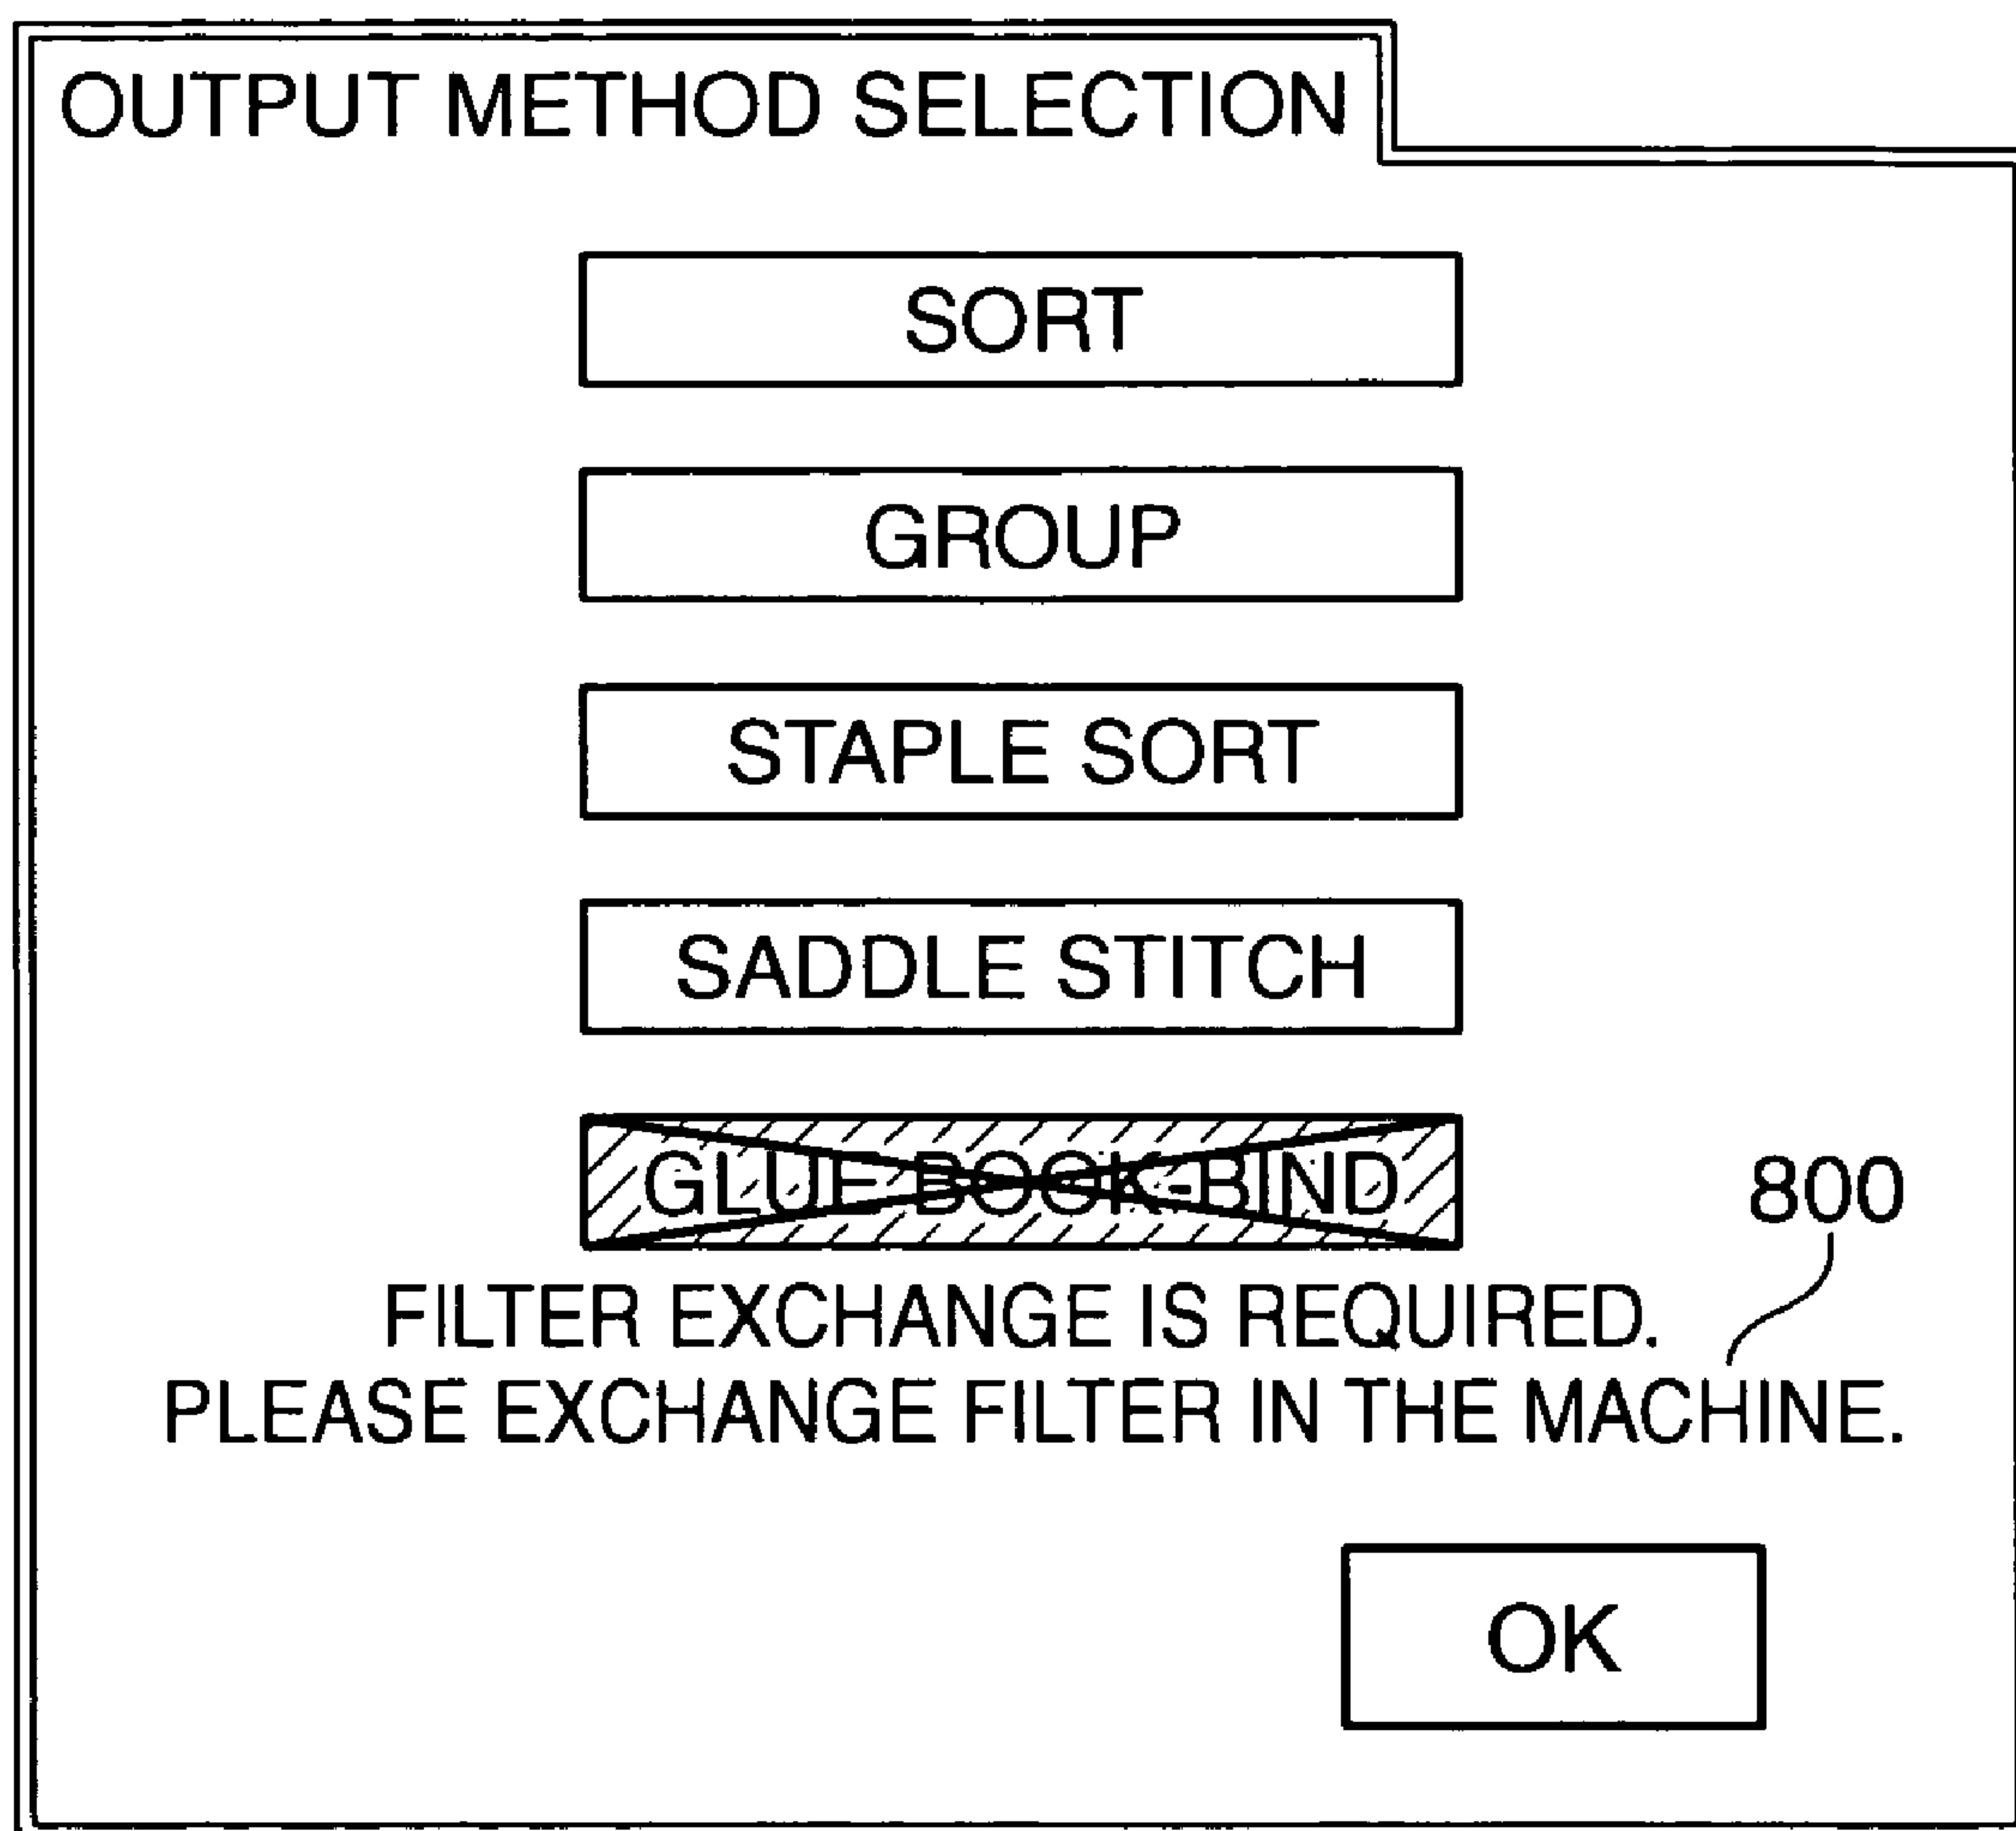 OUTPUT METHOD SELECTION
SORT
GROUP
STAPLE SORT
SADDLE STITCH
GLUE BOOK-BIND
800
FILTER EXCHANGE IS REQUIRED.
PLEASE EXCHANGE FILTER IN THE MACHINE.
OK